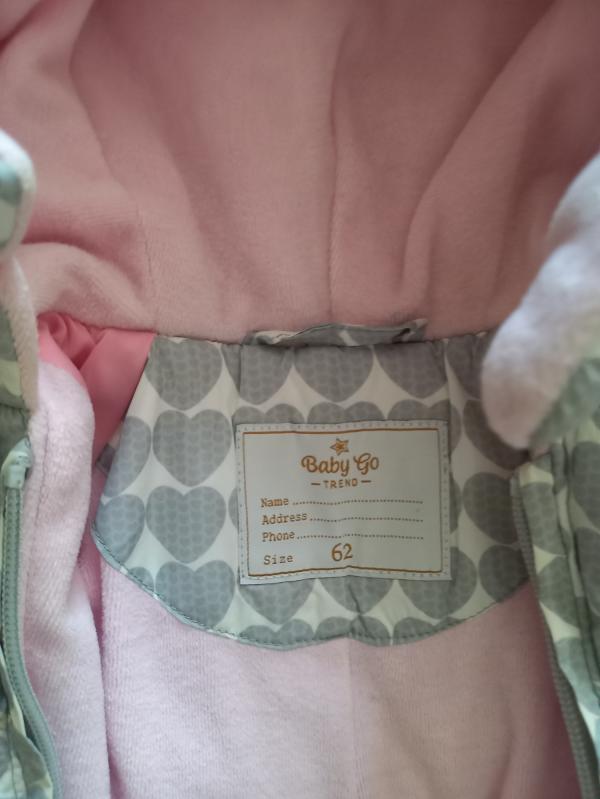 Baby Go
— TREND —
Name ........................
Address ........................
Phone ........................
Size 62